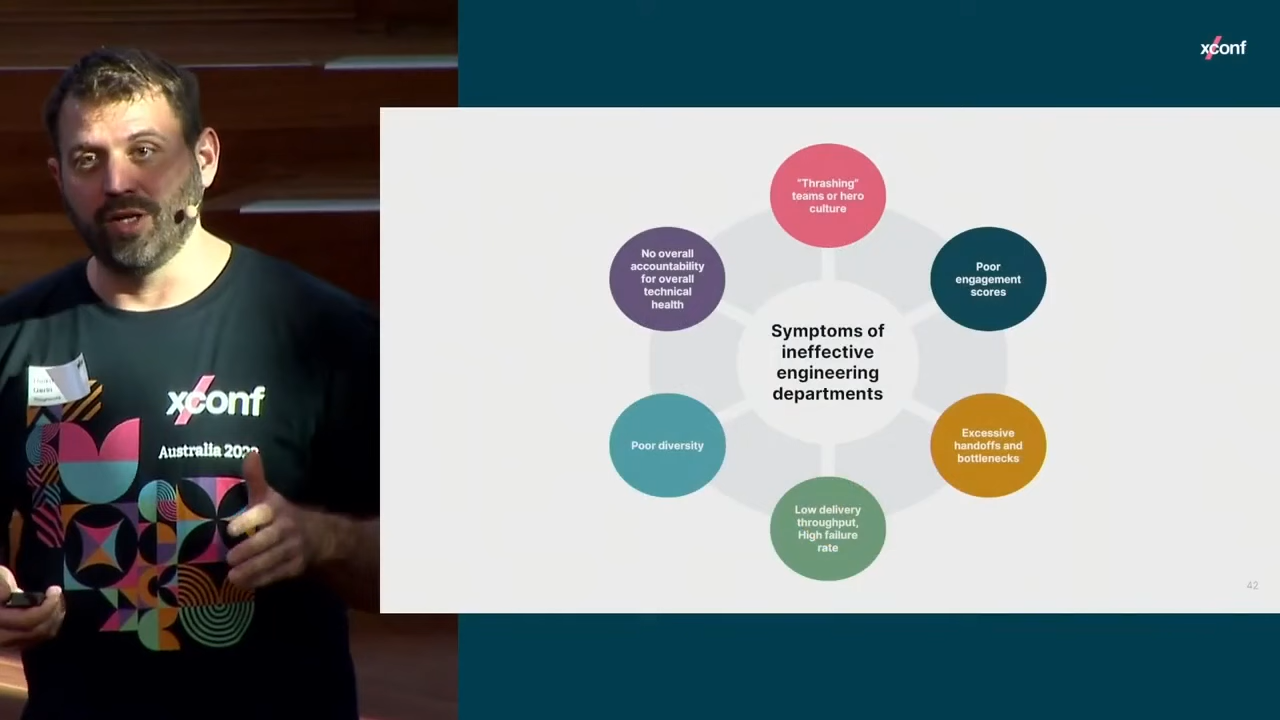 xconf
"Thrashing"
teams or hero
culture
No overall
accountability
for overall
technical
health
Poor
engagement
scores
Symptoms of
ineffective
engineering
departments
Poor diversity
Excessive
handoffs and
bottlenecks
Low delivery
throughput,
High failure
rate
42
xconf
Australia